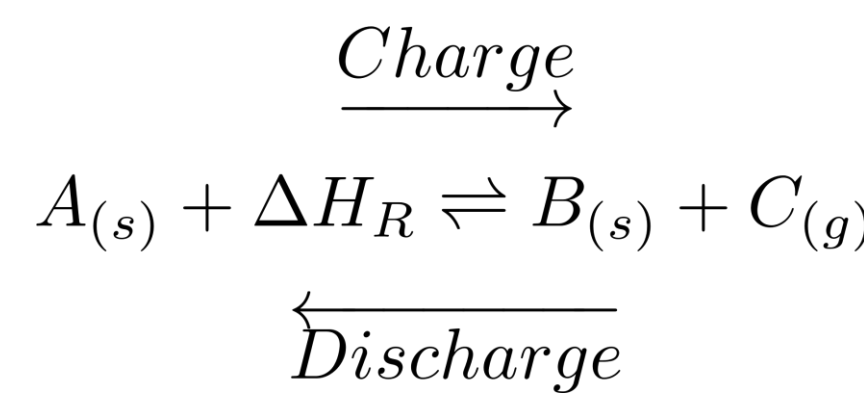 Charge
A(s) + ΔH_R ⇌ B(s) + C(g)
Discharge